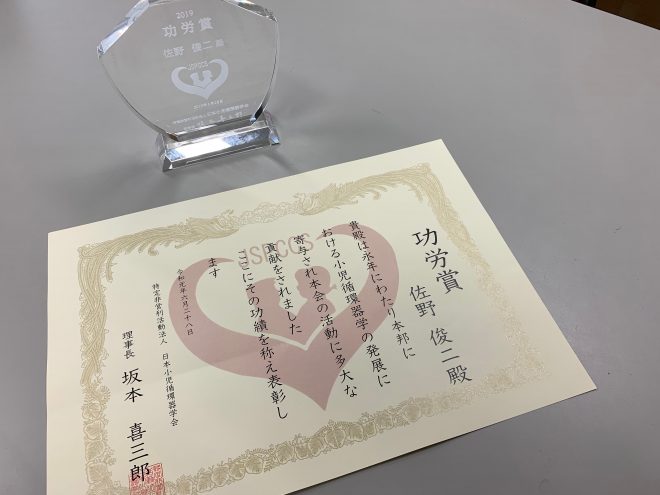 2019
功労賞
佐野 俊二 殿
JSPCCS
JSPCCS
功労賞
佐野 俊二 殿
貴殿は永年にわたり本邦に
おける小児循環器学の発展に
寄与され本会の活動に多大な
貢献をされました
ここにその功績を称え表彰し
ます
令和元年六月二十八日
特定非営利活動法人 日本小児循環器学会
理事長 坂本 喜三郎